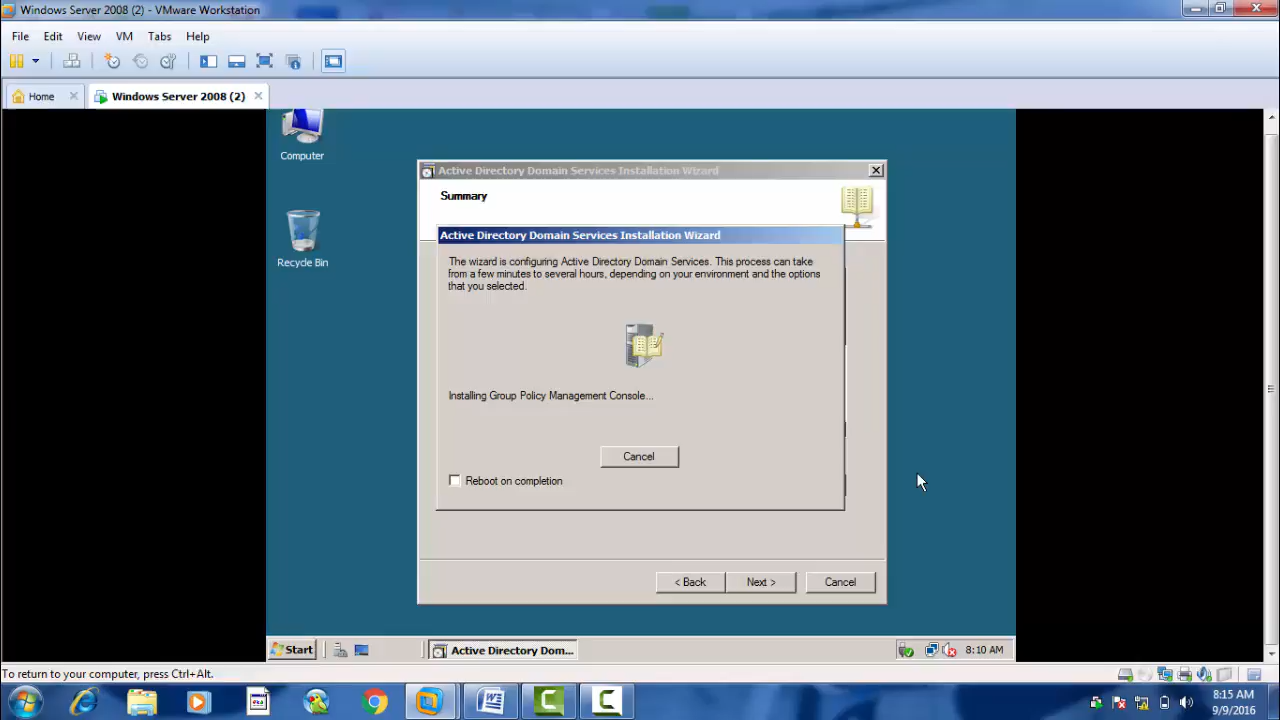 Windows Server 2008 (2) - VMware Workstation
File Edit View VM Tabs Help
Home Windows Server 2008 (2)
Computer
Recycle Bin
Active Directory Domain Services Installation Wizard
Summary
Active Directory Domain Services Installation Wizard
The wizard is configuring Active Directory Domain Services. This process can take
from a few minutes to several hours, depending on your environment and the options
that you selected.
Installing Group Policy Management Console...
Cancel
Reboot on completion
< Back Next > Cancel
Start Active Directory Dom... 8:10 AM
To return to your computer, press Ctrl+Alt.
8:15 AM
9/9/2016